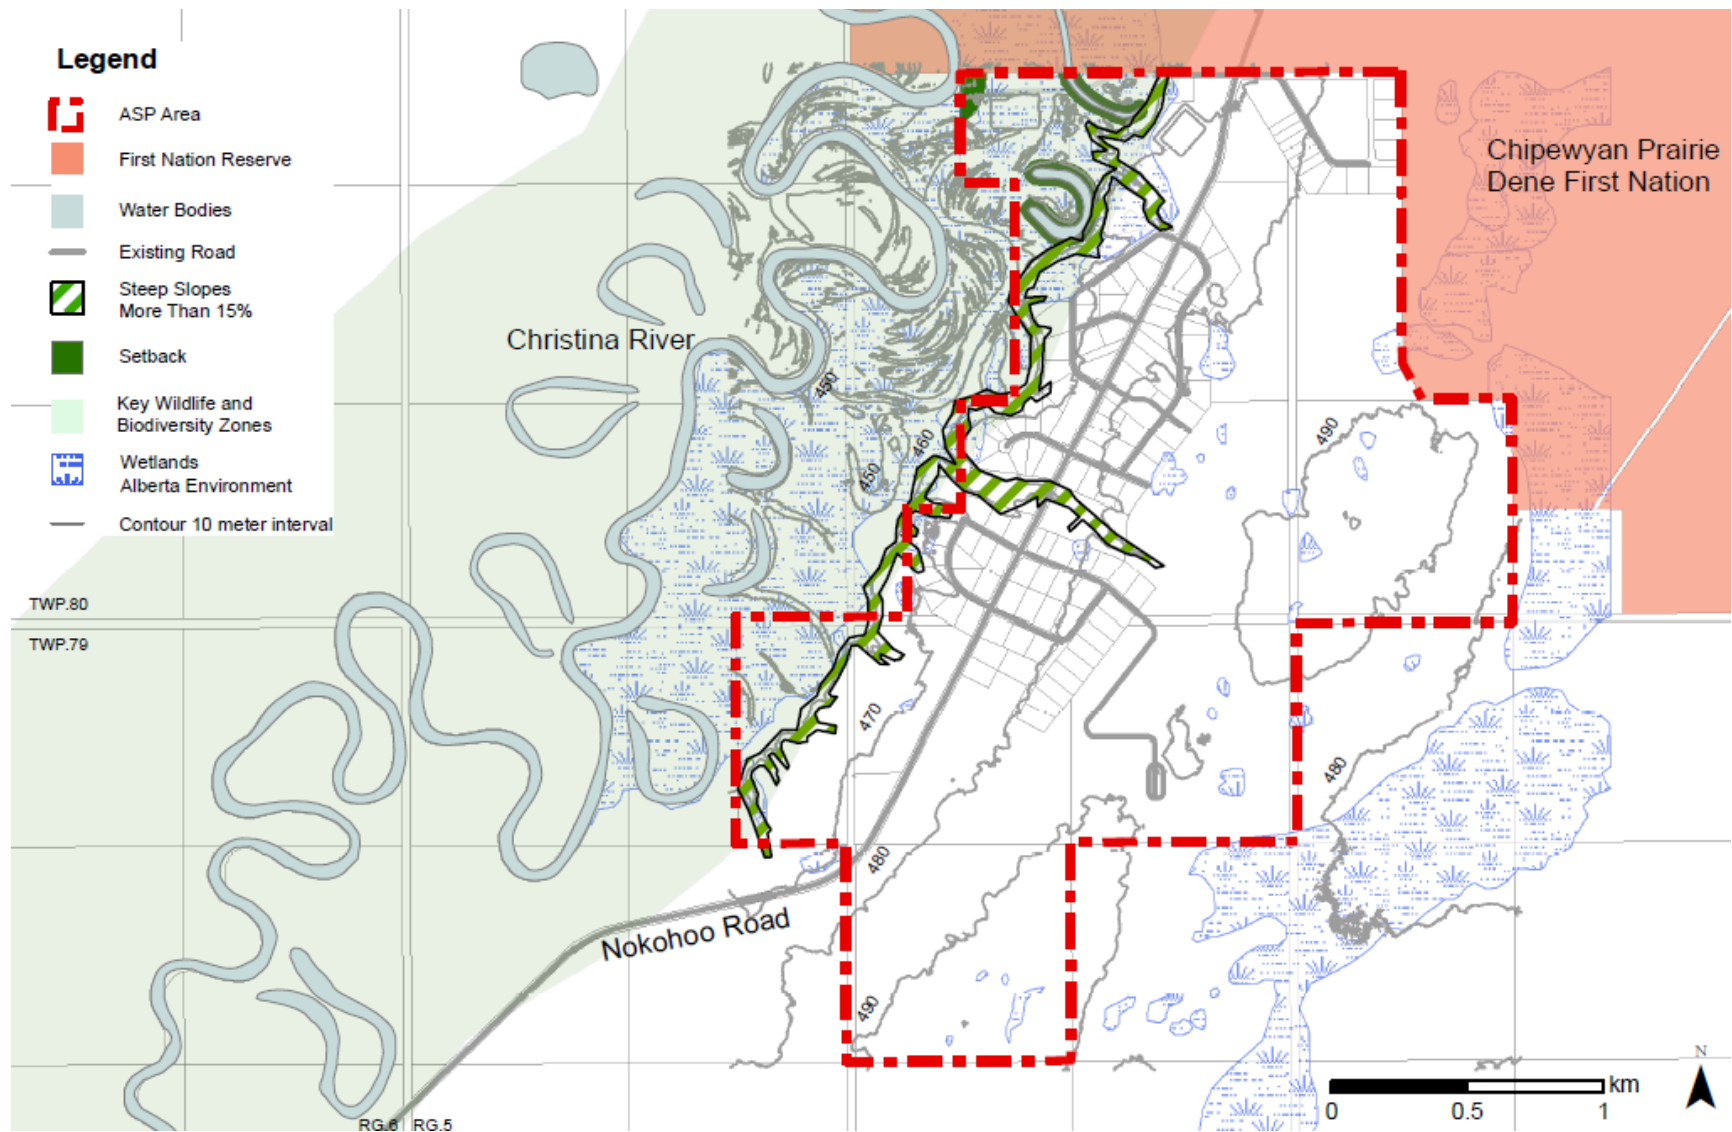 Legend
ASP Area
First Nation Reserve
Water Bodies
Existing Road
Steep Slopes
More Than 15%
Setback
Key Wildlife and
Biodiversity Zones
Wetlands
Alberta Environment
Contour 10 meter interval
Chipewyan Prairie
Dene First Nation
Christina River
450
460
450
490
TWP.80
TWP.79
470
480
480
Nokohoo Road
490
RG.6 RG.5
N
km
0 0.5 1